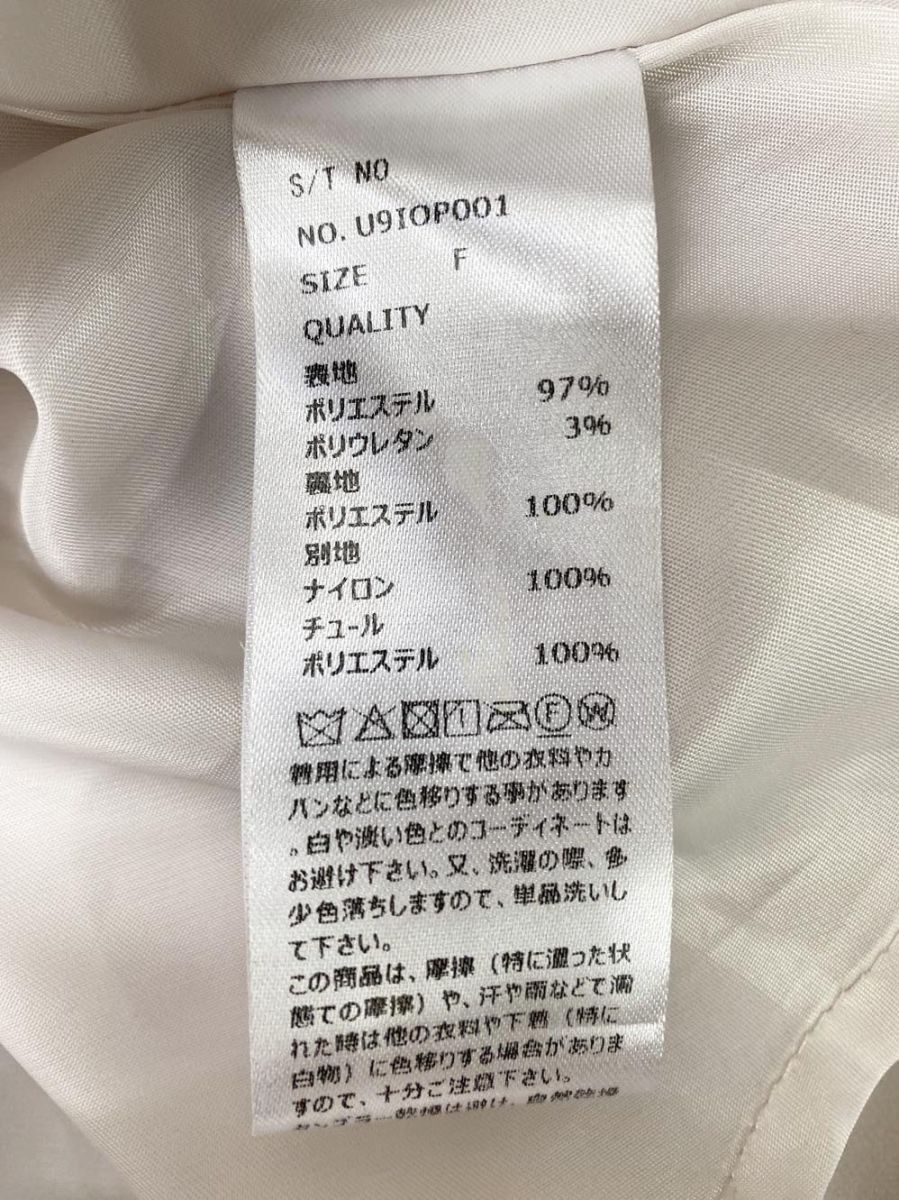 S/T NO
NO. U9IOP001
SIZE F
QUALITY
表地
ポリエステル 97%
ポリウレタン 3%
裏地
ポリエステル 100%
別地
ナイロン 100%
チュール
ポリエステル 100%
F W
着用による摩擦で他の衣料やカ
バンなどに色移りする事があります
。白や淡い色とのコーディネートは
お避け下さい。又、洗濯の際、多
少色落ちしますので、単品洗いし
て下さい。
この商品は、摩擦(特に湿った状
態での摩擦)や、汗や雨などで濡
れた時は他の衣料や下着(特に
白物)に色移りする場合がありま
すので、十分ご注意下さい。